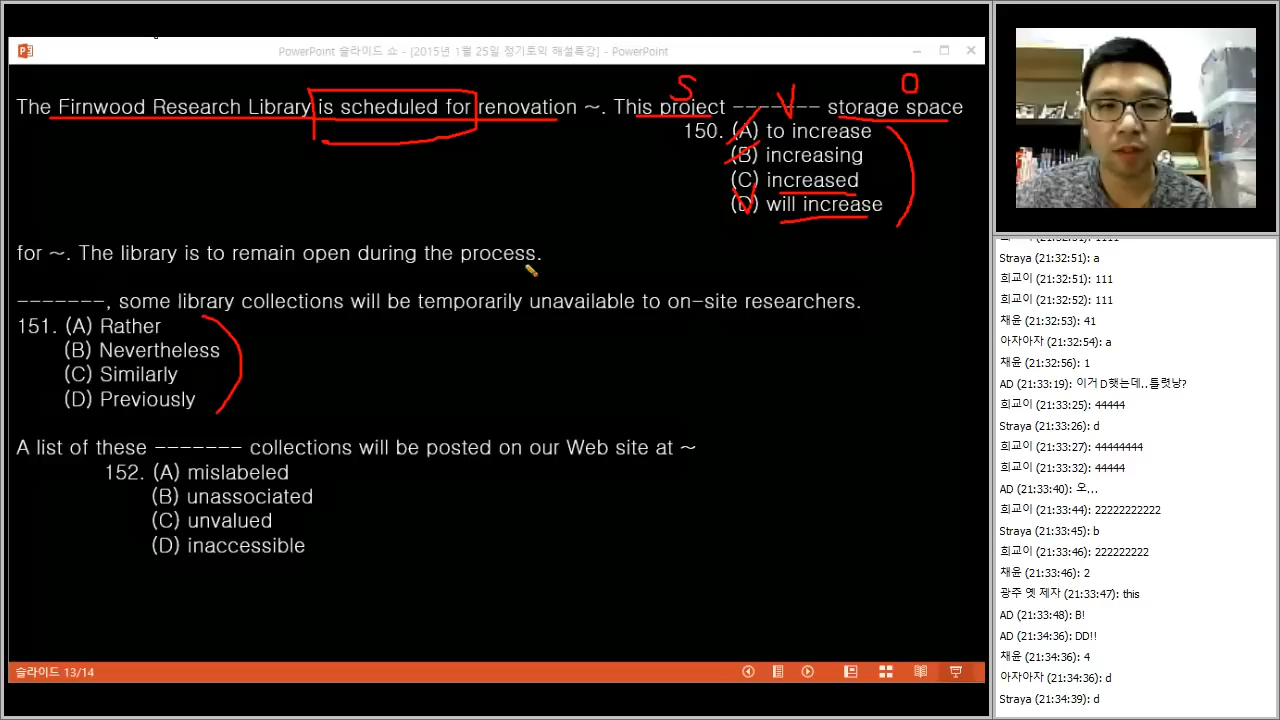 PowerPoint 슬라이드 쇼 - [2015년 1월 25일 정기토익 해설특강] - PowerPoint
S V O
The Firnwood Research Library is scheduled for renovation ~. This project ------- storage space
150. (A) to increase
(B) increasing
(C) increased
(D) will increase
for ~. The library is to remain open during the process.
-------, some library collections will be temporarily unavailable to on-site researchers.
151. (A) Rather
(B) Nevertheless
(C) Similarly
(D) Previously
A list of these ------- collections will be posted on our Web site at ~
152. (A) mislabeled
(B) unassociated
(C) unvalued
(D) inaccessible
슬라이드 13/14
Straya (21:32:51): a
희교이 (21:32:51): 111
희교이 (21:32:52): 111
채윤 (21:32:53): 41
아자아자 (21:32:54): a
채윤 (21:32:56): 1
AD (21:33:19): 이거 D했는데..틀렷냥?
희교이 (21:33:25): 44444
Straya (21:33:26): d
희교이 (21:33:27): 44444444
희교이 (21:33:32): 44444
AD (21:33:40): 오...
희교이 (21:33:44): 22222222222
Straya (21:33:45): b
희교이 (21:33:46): 222222222
채윤 (21:33:46): 2
광주 옛 제자 (21:33:47): this
AD (21:33:48): B!
AD (21:34:36): DD!!
채윤 (21:34:36): 4
아자아자 (21:34:36): d
Straya (21:34:39): d